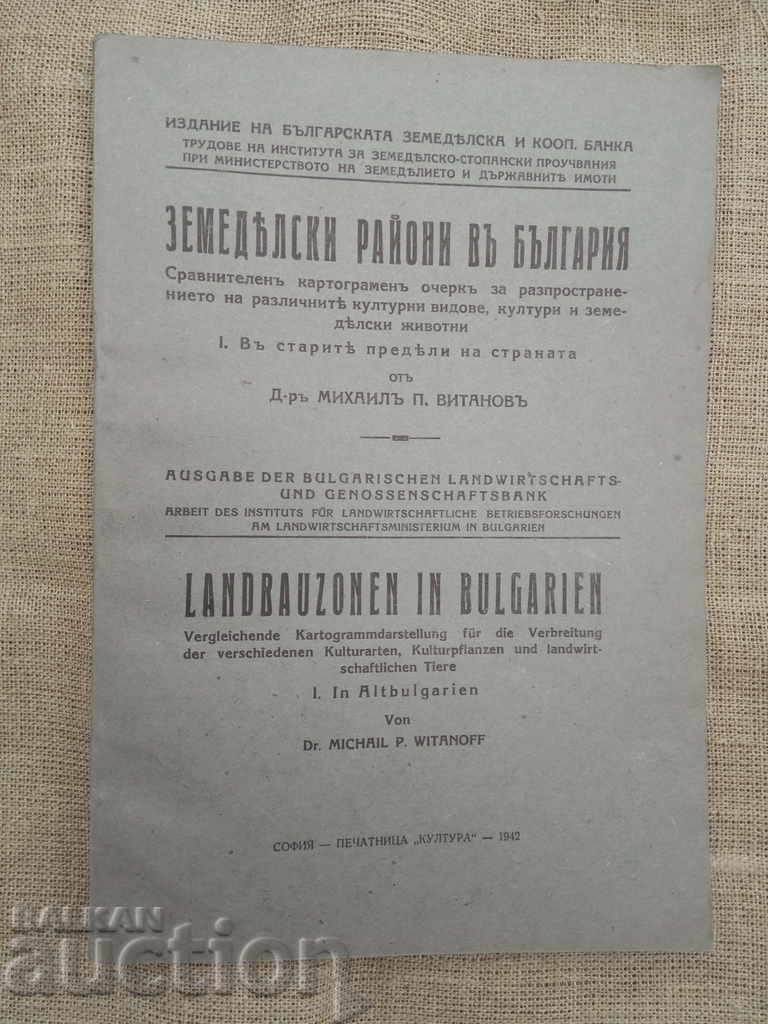 ИЗДАНИЕ НА БЪЛГАРСКАТА ЗЕМЕДѢЛСКА И КООП. БАНКА
ТРУДОВЕ НА ИНСТИТУТА ЗА ЗЕМЕДѢЛСКО-СТОПАНСКИ ПРОУЧВАНИЯ
ПРИ МИНИСТЕРСТВОТО НА ЗЕМЕДѢЛИЕТО И ДЪРЖАВНИТѢ ИМОТИ
ЗЕМЕДѢЛСКИ РАЙОНИ ВЪ БЪЛГАРИЯ
Сравнителенъ картограменъ очеркъ за разпростране-
нието на различнитѣ културни видове, култури и земе-
дѣлски животни
I. Въ старитѣ предѣли на страната
отъ
Д-ръ МИХАИЛЪ П. ВИТАНОВЪ
AUSGABE DER BULGARISCHEN LANDWIRTSCHAFTS-
UND GENOSSENSCHAFTSBANK
ARBEIT DES INSTITUTS FÜR LANDWIRTSCHAFTLICHE BETRIEBSFORSCHUNGEN
AM LANDWIRTSCHAFTSMINISTERIUM IN BULGARIEN
LANDBAUZONEN IN BULGARIEN
Vergleichende Kartogrammdarstellung für die Verbreitung
der verschiedenen Kulturarten, Kulturpflanzen und landwirt-
schaftlichen Tiere
I. In Altbulgarien
Von
Dr. MICHAIL P. WITANOFF
СОФИЯ — ПЕЧАТНИЦА „КУЛТУРА“ — 1942
BALKAN
auction